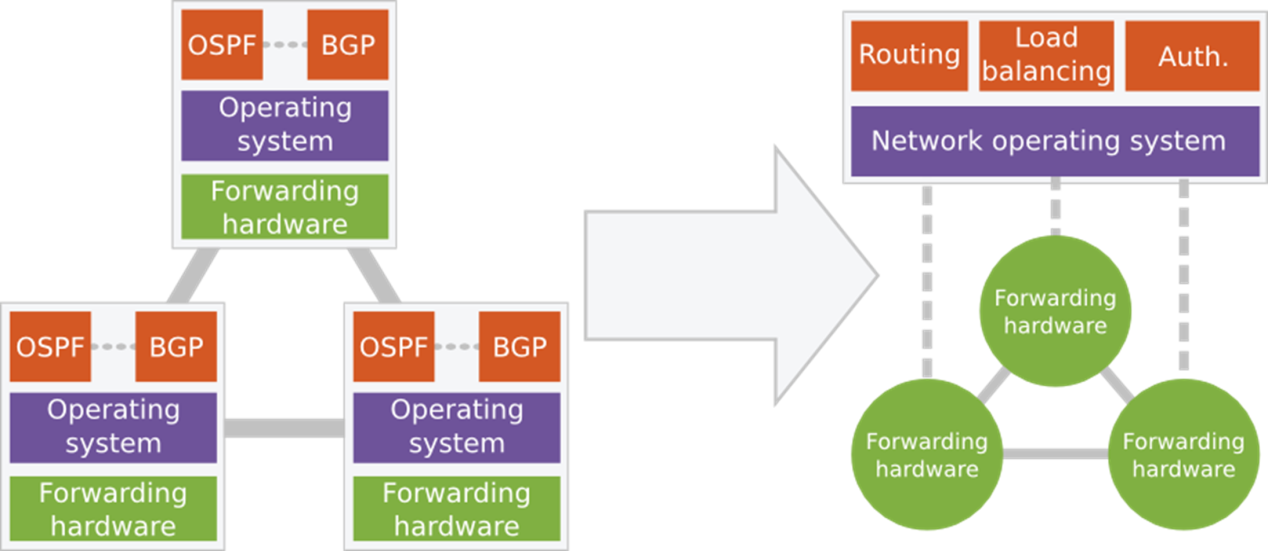 OSPF
BGP
Operating
system
Forwarding
hardware
OSPF
BGP
Operating
system
Forwarding
hardware
OSPF
BGP
Operating
system
Forwarding
hardware
Routing
Load
balancing
Auth.
Network operating system
Forwarding
hardware
Forwarding
hardware
Forwarding
hardware